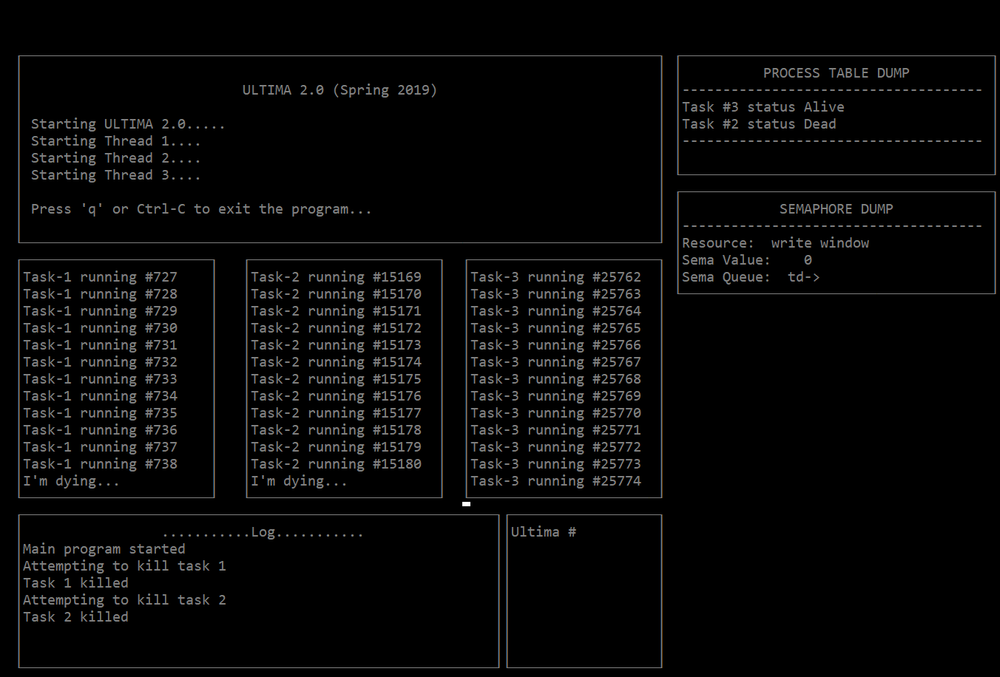 ULTIMA 2.0 (Spring 2019)
Starting ULTIMA 2.0.....
Starting Thread 1....
Starting Thread 2....
Starting Thread 3....
Press 'q' or Ctrl-C to exit the program...
PROCESS TABLE DUMP
-------------------------------------
Task #3 status Alive
Task #2 status Dead
-------------------------------------
SEMAPHORE DUMP
-------------------------------------
Resource:  write window
Sema Value:    0
Sema Queue:  td->
Task-1 running #727
Task-1 running #728
Task-1 running #729
Task-1 running #730
Task-1 running #731
Task-1 running #732
Task-1 running #733
Task-1 running #734
Task-1 running #735
Task-1 running #736
Task-1 running #737
Task-1 running #738
I'm dying...
Task-2 running #15169
Task-2 running #15170
Task-2 running #15171
Task-2 running #15172
Task-2 running #15173
Task-2 running #15174
Task-2 running #15175
Task-2 running #15176
Task-2 running #15177
Task-2 running #15178
Task-2 running #15179
Task-2 running #15180
I'm dying...
Task-3 running #25762
Task-3 running #25763
Task-3 running #25764
Task-3 running #25765
Task-3 running #25766
Task-3 running #25767
Task-3 running #25768
Task-3 running #25769
Task-3 running #25770
Task-3 running #25771
Task-3 running #25772
Task-3 running #25773
Task-3 running #25774
...........Log...........
Main program started
Attempting to kill task 1
Task 1 killed
Attempting to kill task 2
Task 2 killed
Ultima #